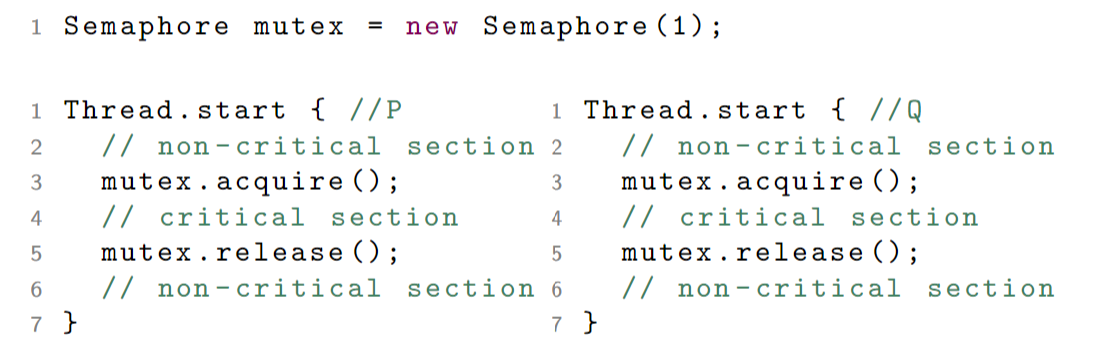 1 Semaphore mutex = new Semaphore(1);
1 Thread.start { //P
2 // non-critical section
3 mutex.acquire();
4 // critical section
5 mutex.release();
6 // non-critical section
7 }
1 Thread.start { //Q
2 // non-critical section
3 mutex.acquire();
4 // critical section
5 mutex.release();
6 // non-critical section
7 }